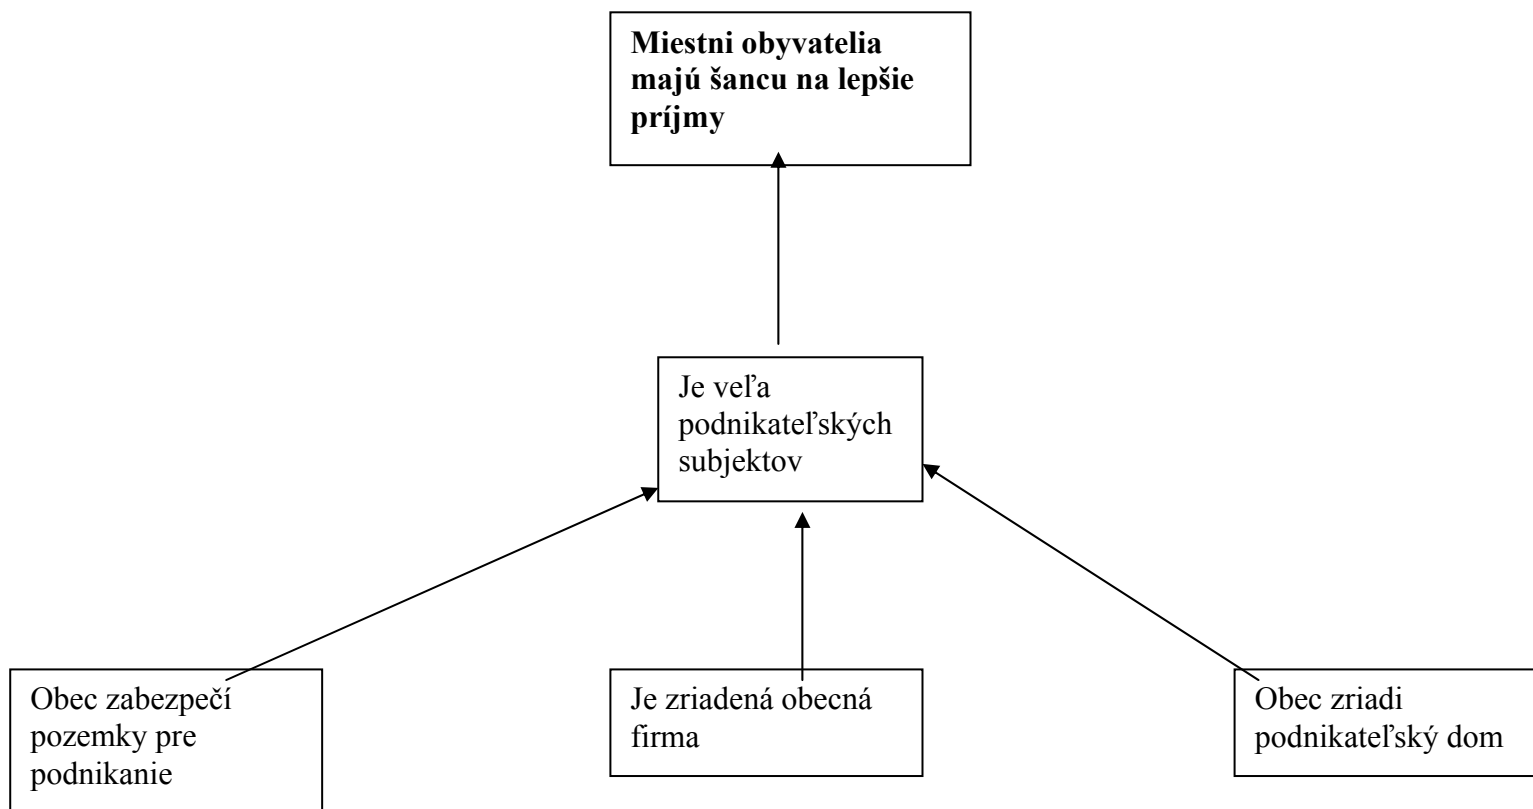 Miestni obyvatelia
majú šancu na lepšie
príjmy
Je veľa
podnikateľských
subjektov
Obec zabezpečí
pozemky pre
podnikanie
Je zriadená obecná
firma
Obec zriadi
podnikateľský dom